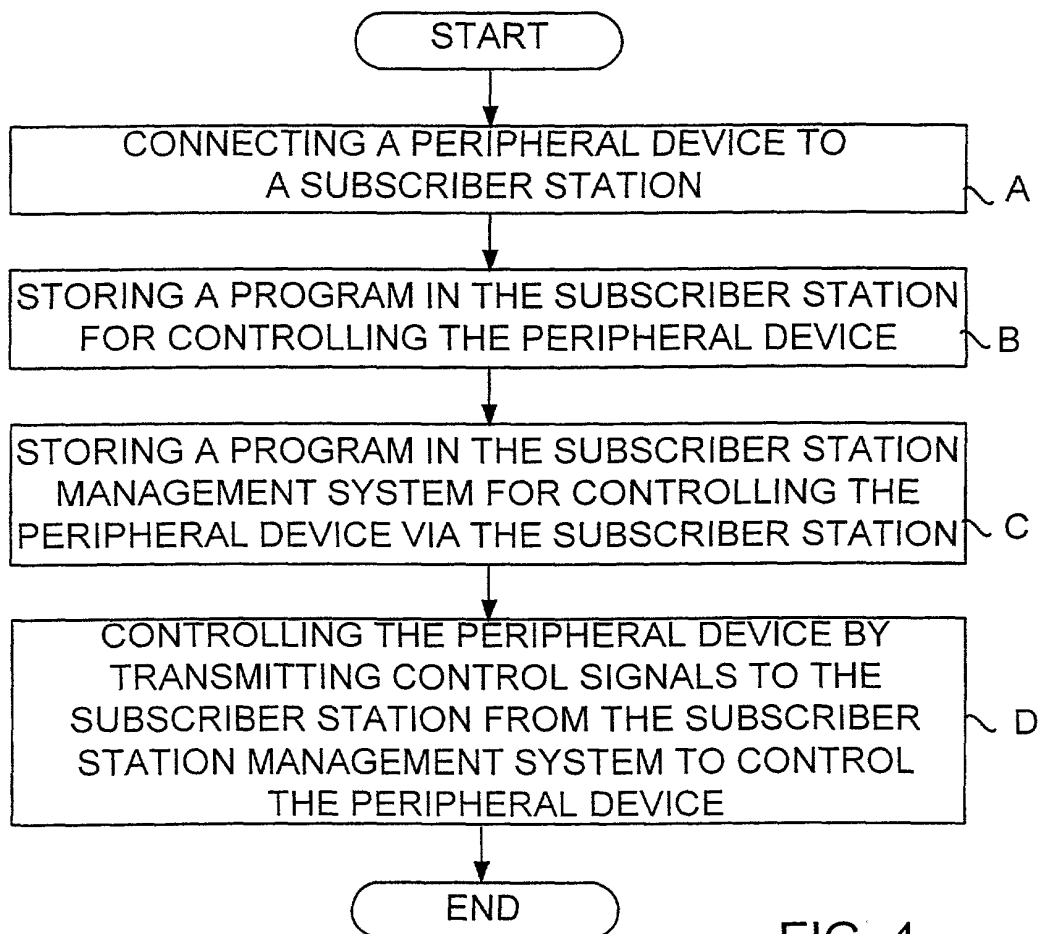 START
CONNECTING A PERIPHERAL DEVICE TO
A SUBSCRIBER STATION
A
STORING A PROGRAM IN THE SUBSCRIBER STATION
FOR CONTROLLING THE PERIPHERAL DEVICE
B
STORING A PROGRAM IN THE SUBSCRIBER STATION
MANAGEMENT SYSTEM FOR CONTROLLING THE
PERIPHERAL DEVICE VIA THE SUBSCRIBER STATION
C
CONTROLLING THE PERIPHERAL DEVICE BY
TRANSMITTING CONTROL SIGNALS TO THE
SUBSCRIBER STATION FROM THE SUBSCRIBER
STATION MANAGEMENT SYSTEM TO CONTROL
THE PERIPHERAL DEVICE
D
END
FIG. 4